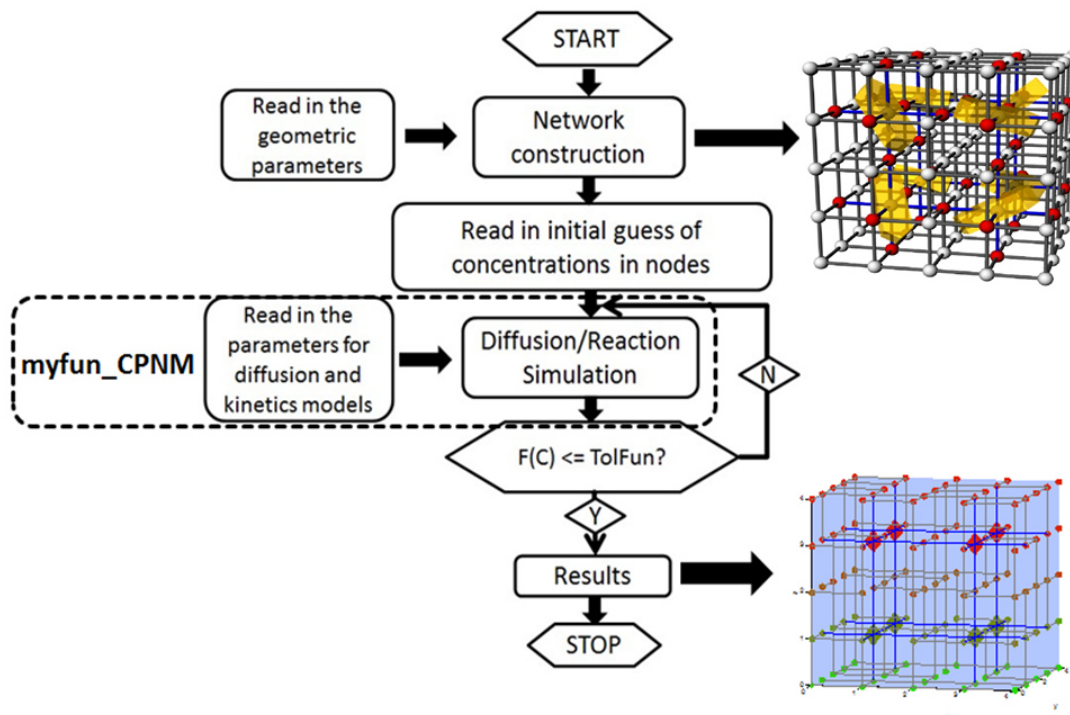 START
Read in the
geometric
parameters
Network
construction
Read in initial guess of
concentrations in nodes
myfun_CPNM
Read in the
parameters for
diffusion and
kinetics models
Diffusion/Reaction
Simulation
N
F(C) <= TolFun?
Y
Results
STOP